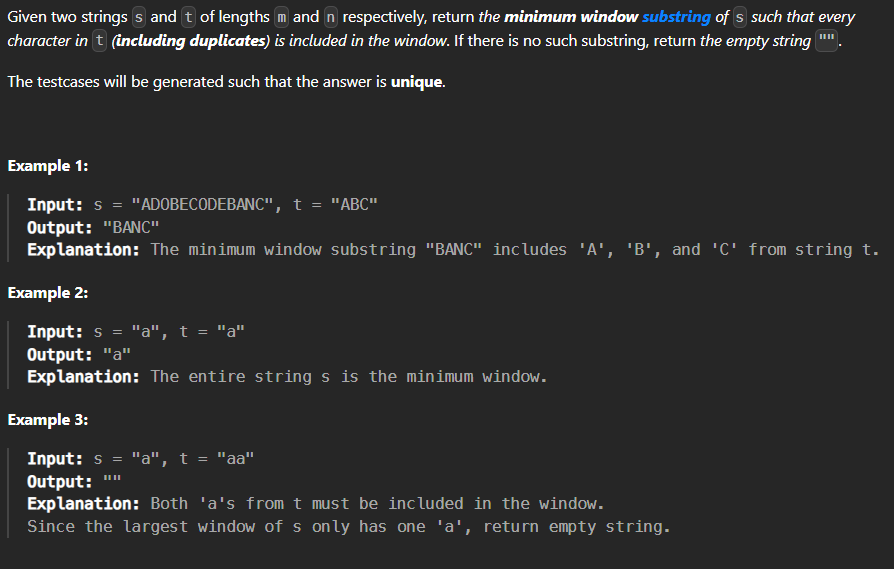 Given two strings s and t of lengths m and n respectively, return the minimum window substring of s such that every
character in t (including duplicates) is included in the window. If there is no such substring, return the empty string "".
The testcases will be generated such that the answer is unique.
Example 1:
Input: s = "ADOBECODEBANC", t = "ABC"
Output: "BANC"
Explanation: The minimum window substring "BANC" includes 'A', 'B', and 'C' from string t.
Example 2:
Input: s = "a", t = "a"
Output: "a"
Explanation: The entire string s is the minimum window.
Example 3:
Input: s = "a", t = "aa"
Output: ""
Explanation: Both 'a's from t must be included in the window.
Since the largest window of s only has one 'a', return empty string.